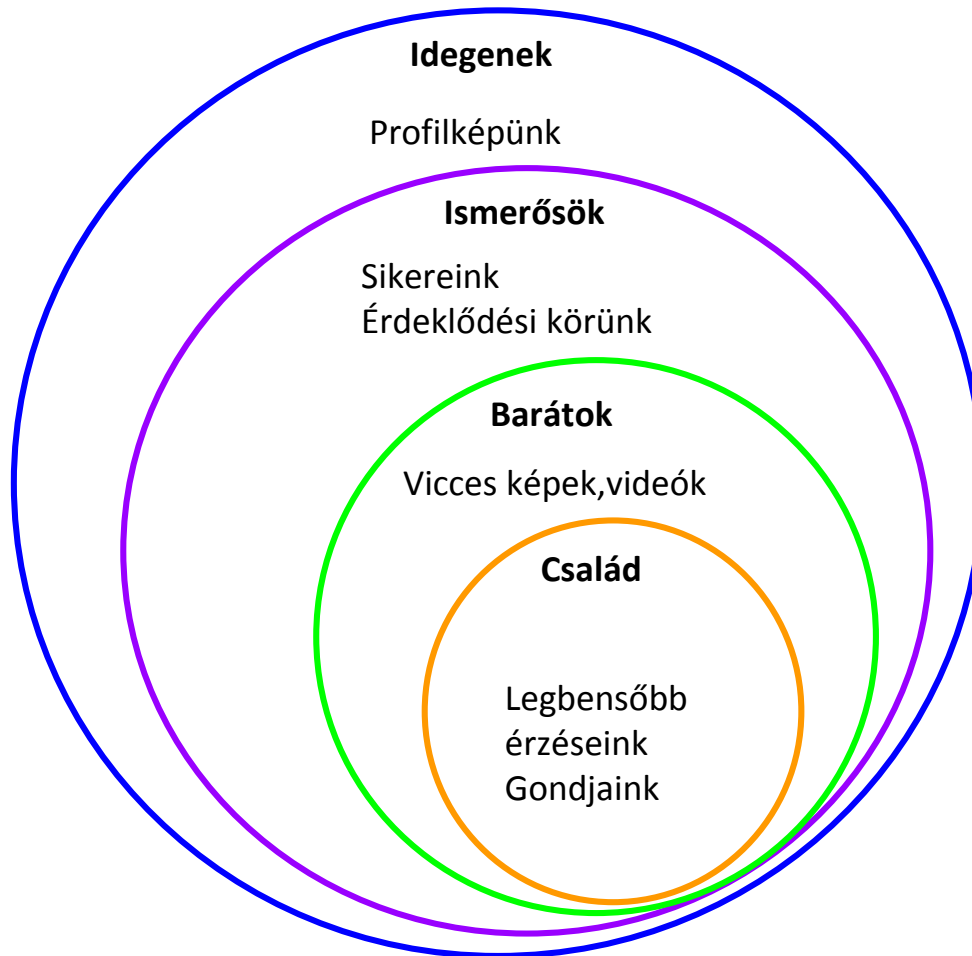 Idegenek
Profilképünk
Ismerősök
Sikereink
Érdeklődési körünk
Barátok
Vicces képek,videók
Család
Legbensőbb
érzéseink
Gondjaink